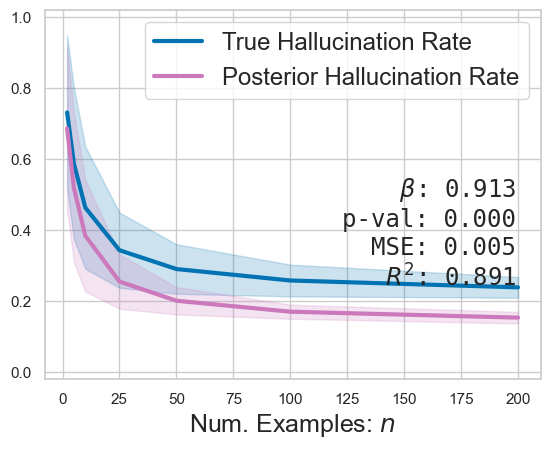 1.0
0.8
0.6
0.4
0.2
0.0
True Hallucination Rate
Posterior Hallucination Rate
β: 0.913
p-val: 0.000
MSE: 0.005
R²: 0.891
0 25 50 75 100 125 150 175 200
Num. Examples: n